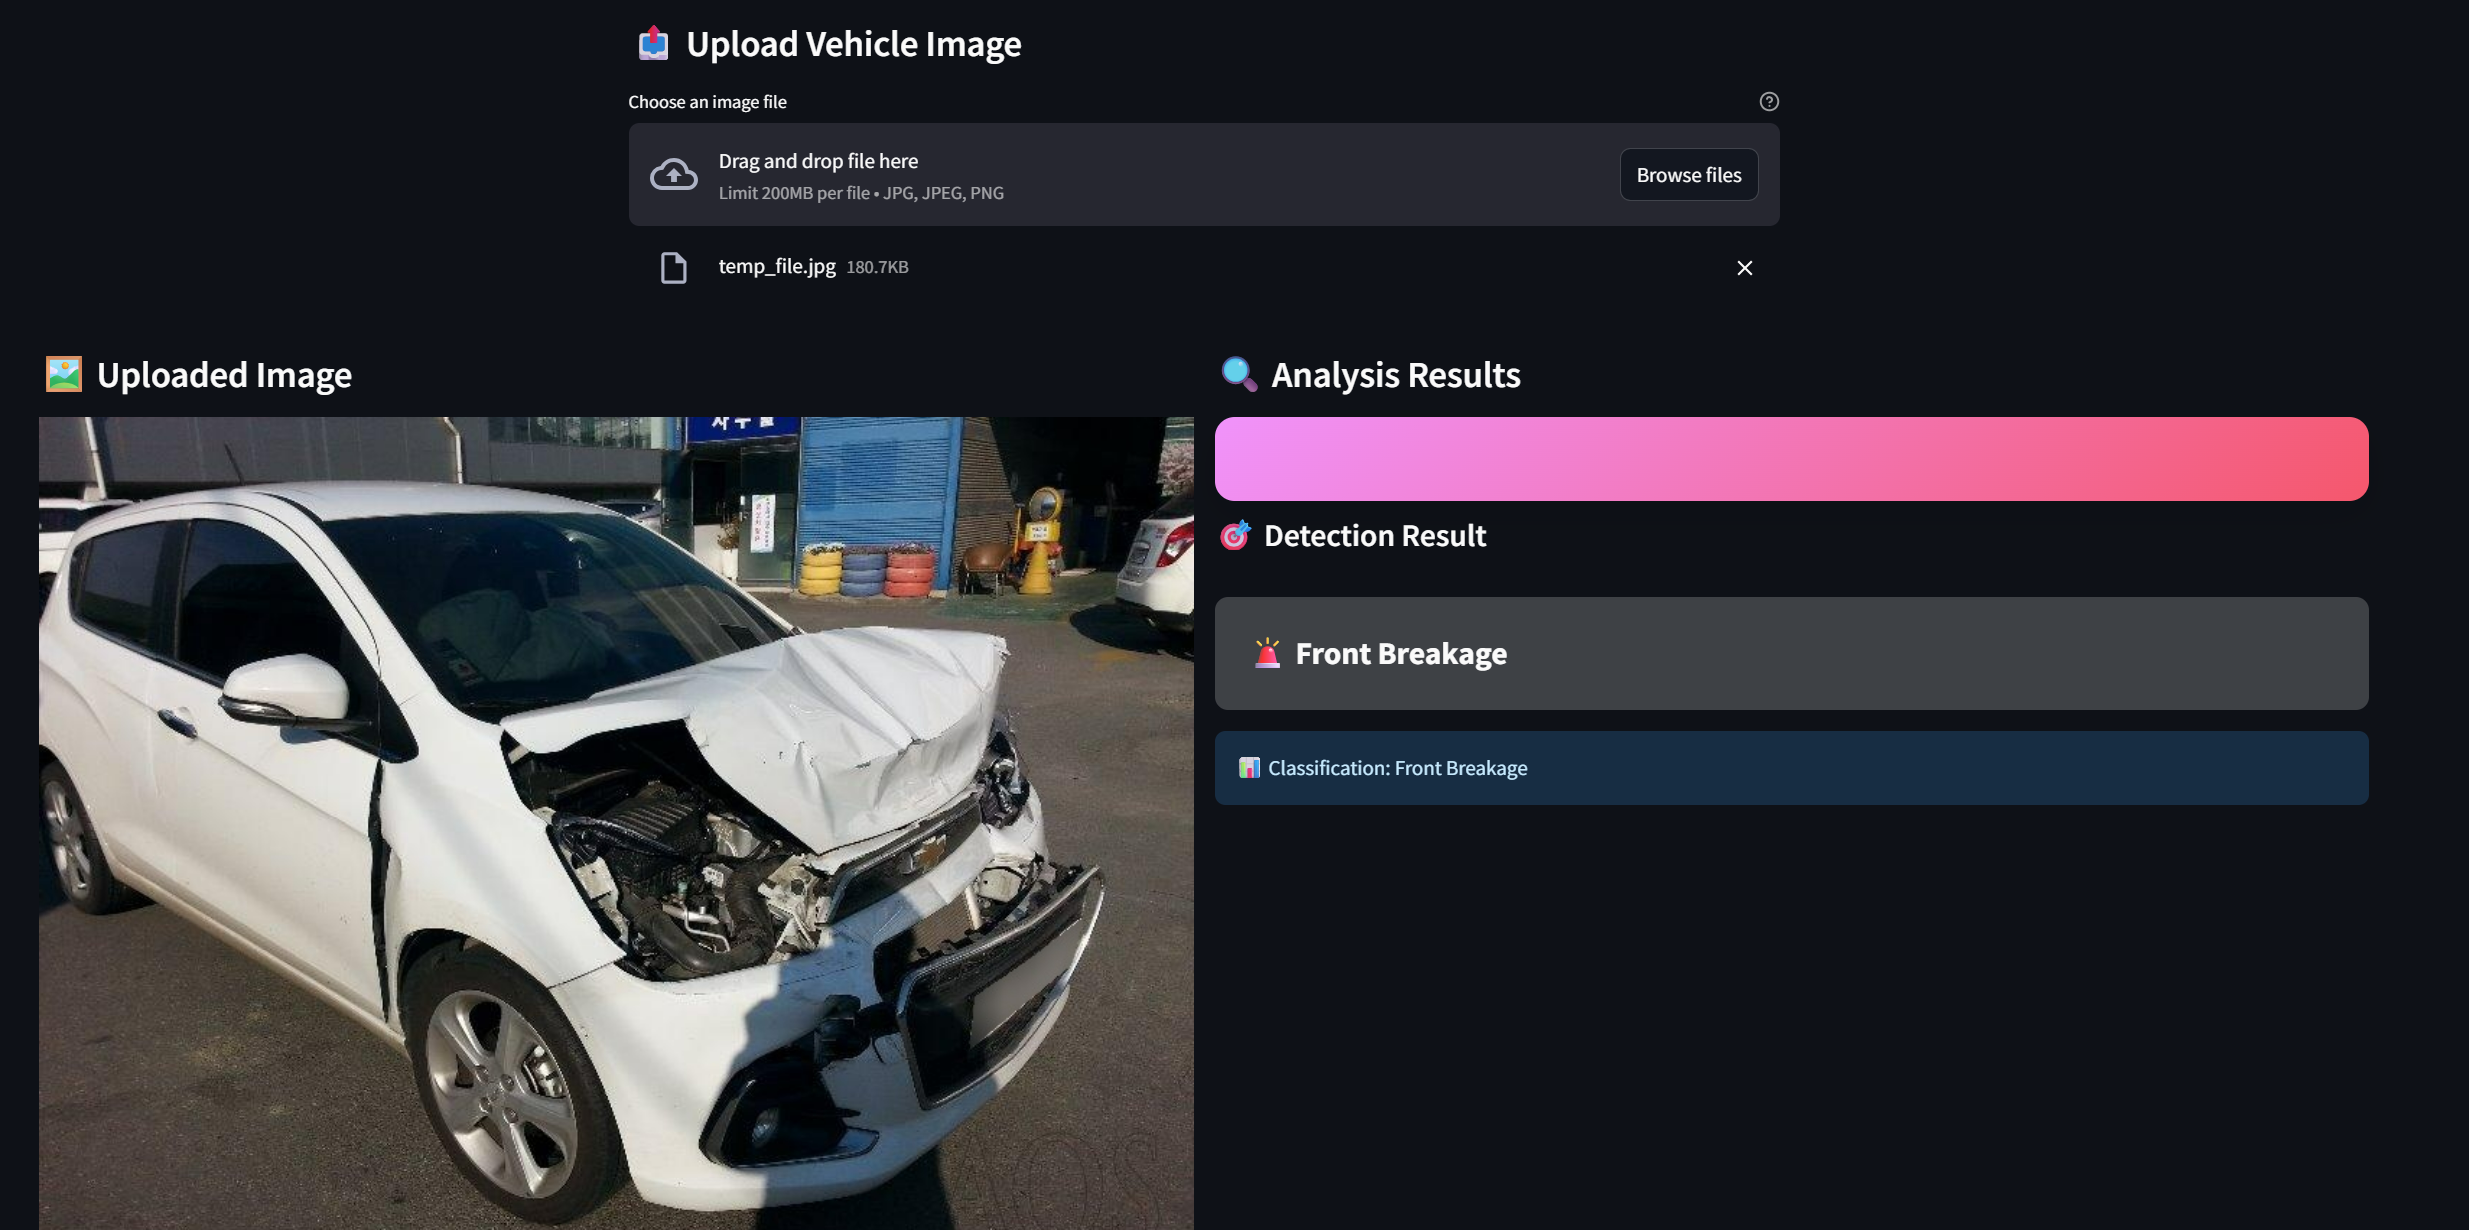 Upload Vehicle Image
Choose an image file
Drag and drop file here
Limit 200MB per file • JPG, JPEG, PNG
Browse files
temp_file.jpg 180.7KB
Uploaded Image
Analysis Results
Detection Result
Front Breakage
Classification: Front Breakage
AOS